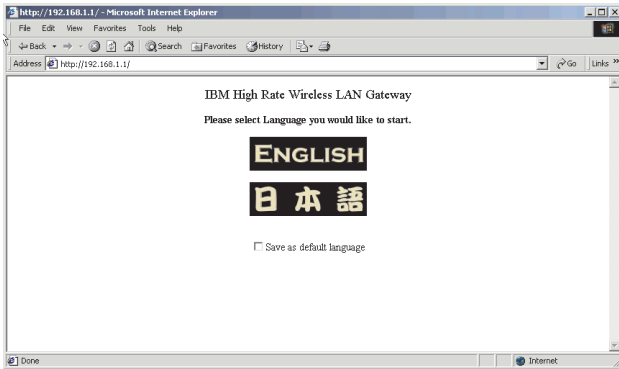 http://192.168.1.1/ - Microsoft Internet Explorer
File Edit View Favorites Tools Help
Back Search Favorites History
Address http://192.168.1.1/ Go Links »
IBM High Rate Wireless LAN Gateway
Please select Language you would like to start.
ENGLISH
日本語
Save as default language
Done Internet